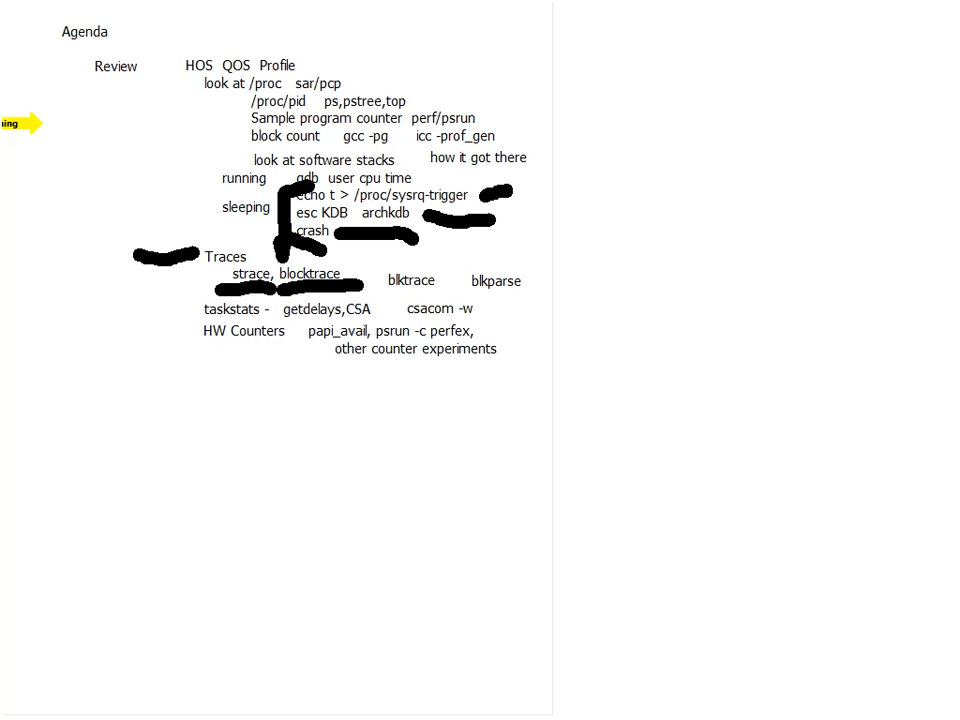 Agenda
Review HOS QOS Profile
look at /proc sar/pcp
/proc/pid ps,pstree,top
ing
Sample program counter perf/psrun
block count gcc -pg icc -prof_gen
look at software stacks how it got there
running gdb user cpu time
echo t > /proc/sysrq-trigger
sleeping
esc KDB archkdb
crash
Traces
strace, blocktrace blktrace blkparse
taskstats - getdelays,CSA csacom -w
HW Counters papi_avail, psrun -c perfex,
other counter experiments